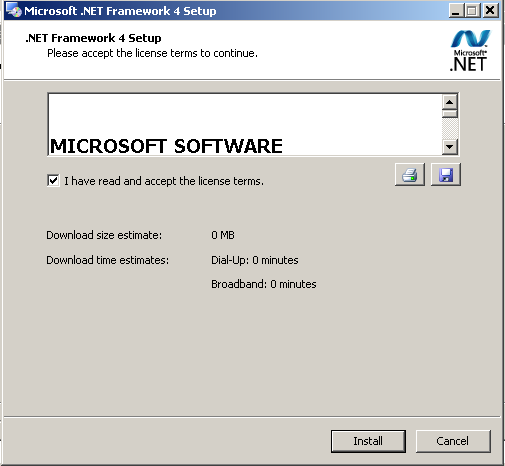 Microsoft .NET Framework 4 Setup
.NET Framework 4 Setup
Please accept the license terms to continue.
Microsoft®
.NET
MICROSOFT SOFTWARE
I have read and accept the license terms.
Download size estimate: 0 MB
Download time estimates: Dial-Up: 0 minutes
Broadband: 0 minutes
Install Cancel